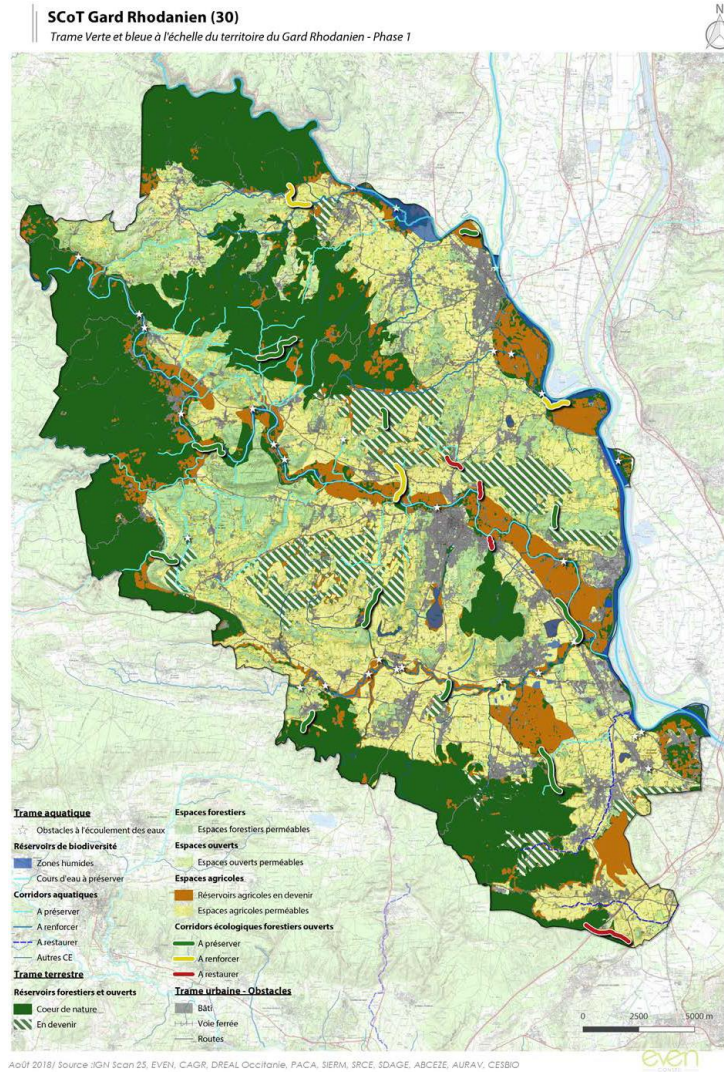 SCoT Gard Rhodanien (30)
Trame Verte et bleue à l'échelle du territoire du Gard Rhodanien - Phase 1
N
Trame aquatique
Obstacles à l'écoulement des eaux
Réservoirs de biodiversité
Zones humides
Cours d'eau à préserver
Corridors aquatiques
A préserver
A renforcer
A restaurer
Autres CE
Trame terrestre
Réservoirs forestiers et ouverts
Coeur de nature
En devenir
Espaces forestiers
Espaces forestiers perméables
Espaces ouverts
Espaces ouverts perméables
Espaces agricoles
Réservoirs agricoles en devenir
Espaces agricoles perméables
Corridors écologiques forestiers ouverts
A préserver
A renforcer
A restaurer
Trame urbaine - Obstacles
Bâti
Voie ferrée
Routes
0 2500 5000 m
Août 2018/ Source :IGN Scan 25, EVEN, CAGR, DREAL Occitanie, PACA, SIERM, SRCE, SDAGE, ABCEZE, AURAV, CESBIO
even